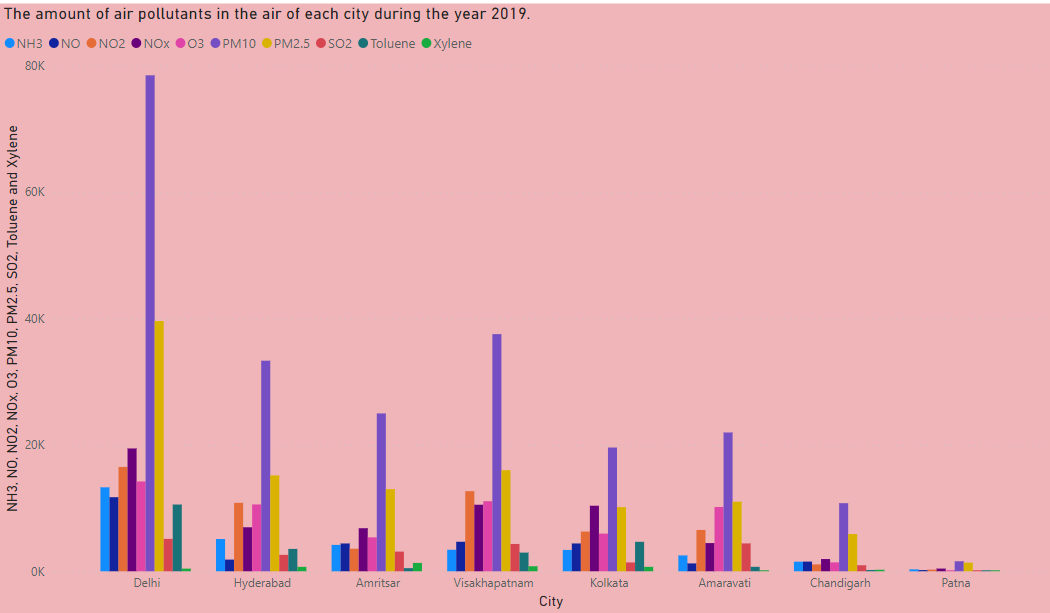 The amount of air pollutants in the air of each city during the year 2019.
NH3 NO NO2 NOx O3 PM10 PM2.5 SO2 Toluene Xylene
NH3, NO, NO2, NOx, O3, PM10, PM2.5, SO2, Toluene and Xylene
80K
60K
40K
20K
0K
Delhi Hyderabad Amritsar Visakhapatnam Kolkata Amaravati Chandigarh Patna
City